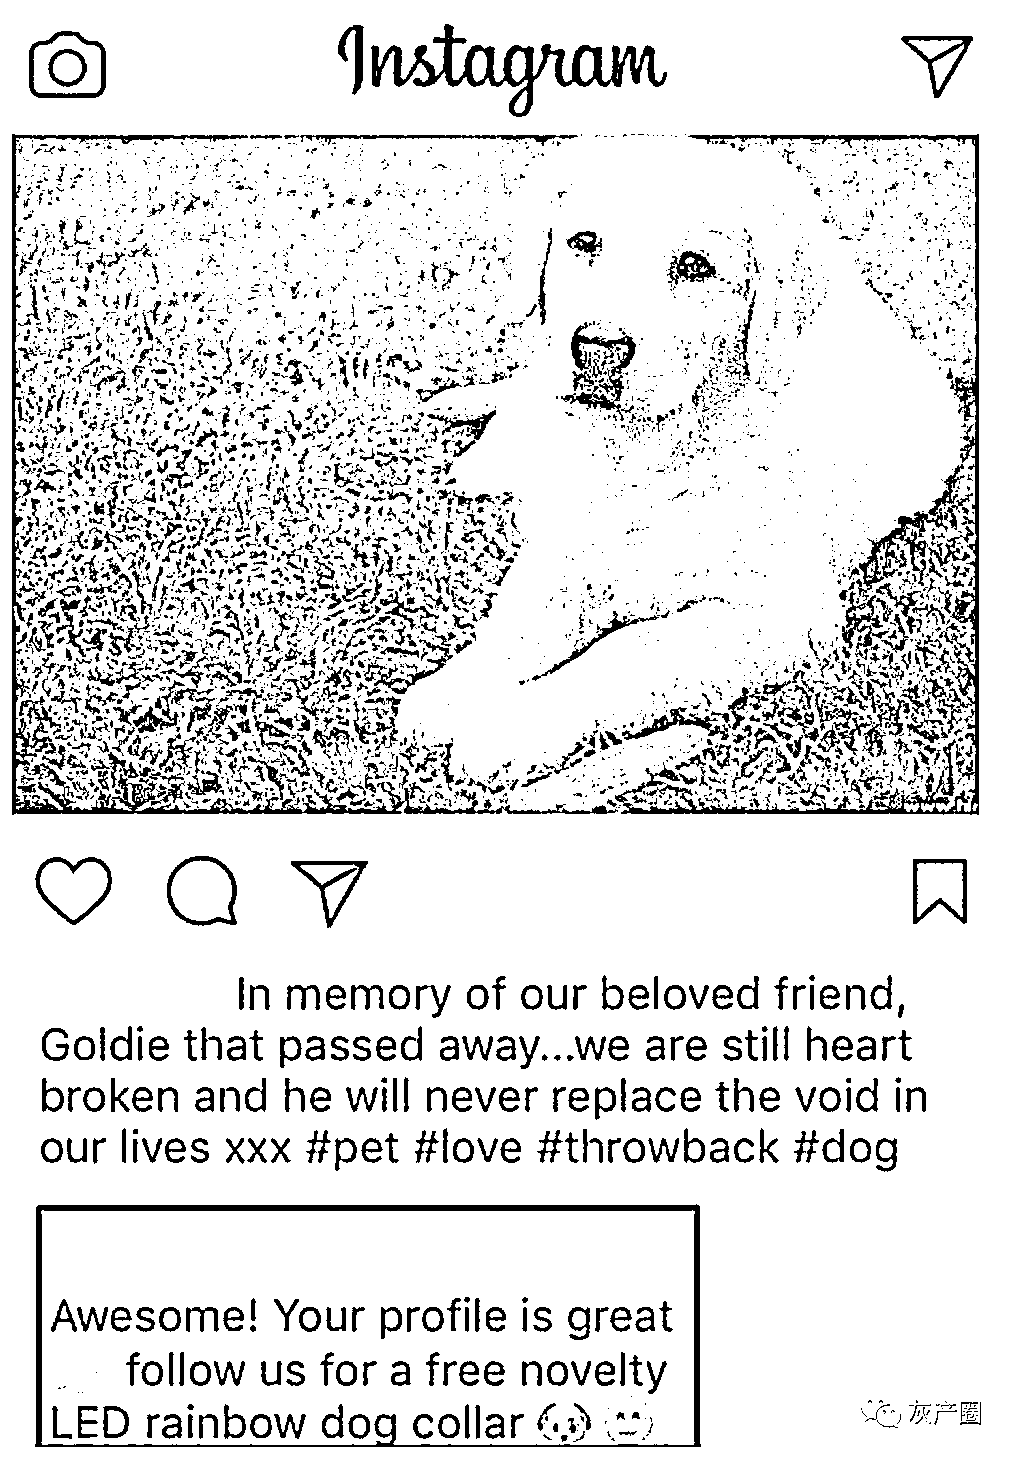 Instagram
In memory of our beloved friend,
Goldie that passed away...we are still heart
broken and he will never replace the void in
our lives xxx #pet #love #throwback #dog
Awesome! Your profile is great
follow us for a free novelty
LED rainbow dog collar 🐶 😊
灰产圈